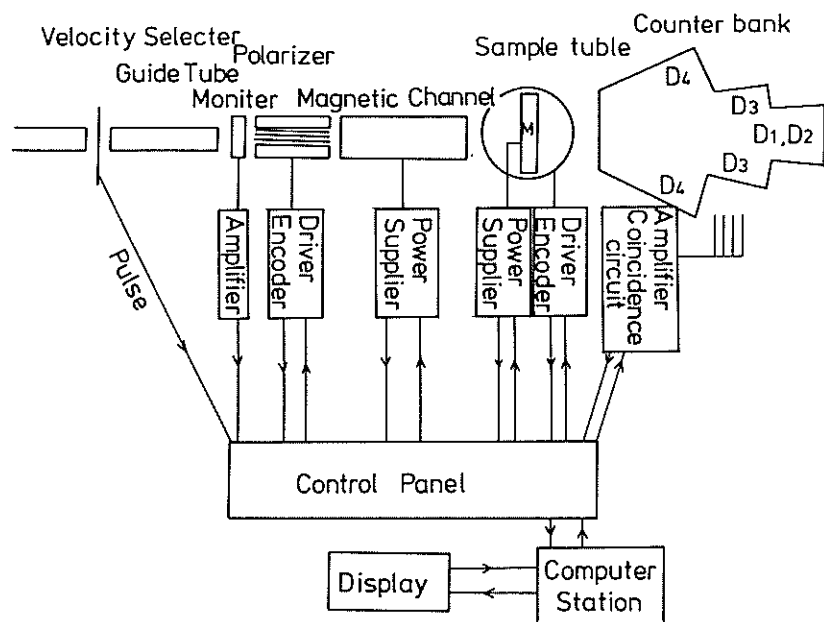 Counter bank
Velocity Selecter
Polarizer
Sample tuble
Guide Tube
Moniter
Magnetic Channel
D4
D3
M
D1,D2
D3
D4
Amplifier
Driver
Encoder
Power
Supplier
Power
Supplier
Driver
Encoder
Amplifier
Coincidence
circuit
Pulse
Control Panel
Display
Computer
Station